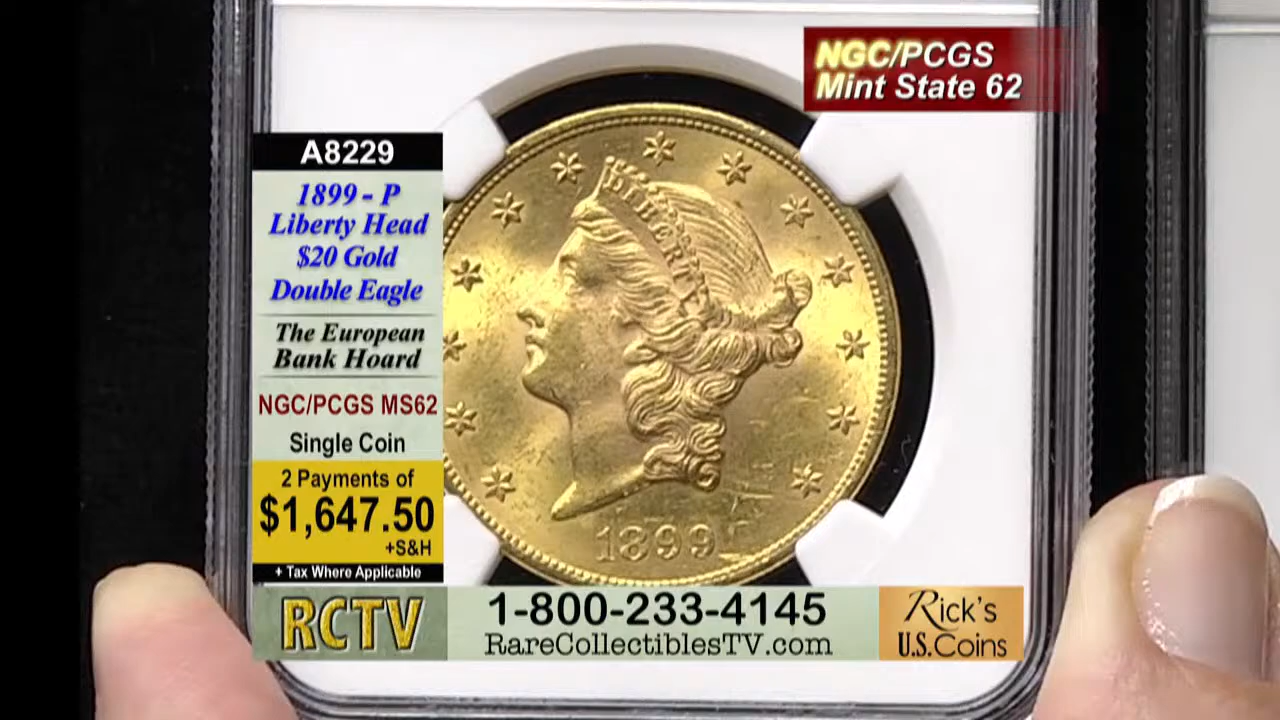 NGC/PCGS
Mint State 62
A8229
1899 - P
Liberty Head
$20 Gold
Double Eagle
The European
Bank Hoard
NGC/PCGS MS62
Single Coin
2 Payments of
$1,647.50
+S&H
+ Tax Where Applicable
LIBERTY
1899
RCTV
1-800-233-4145
RareCollectiblesTV.com
Rick's
U.S. Coins